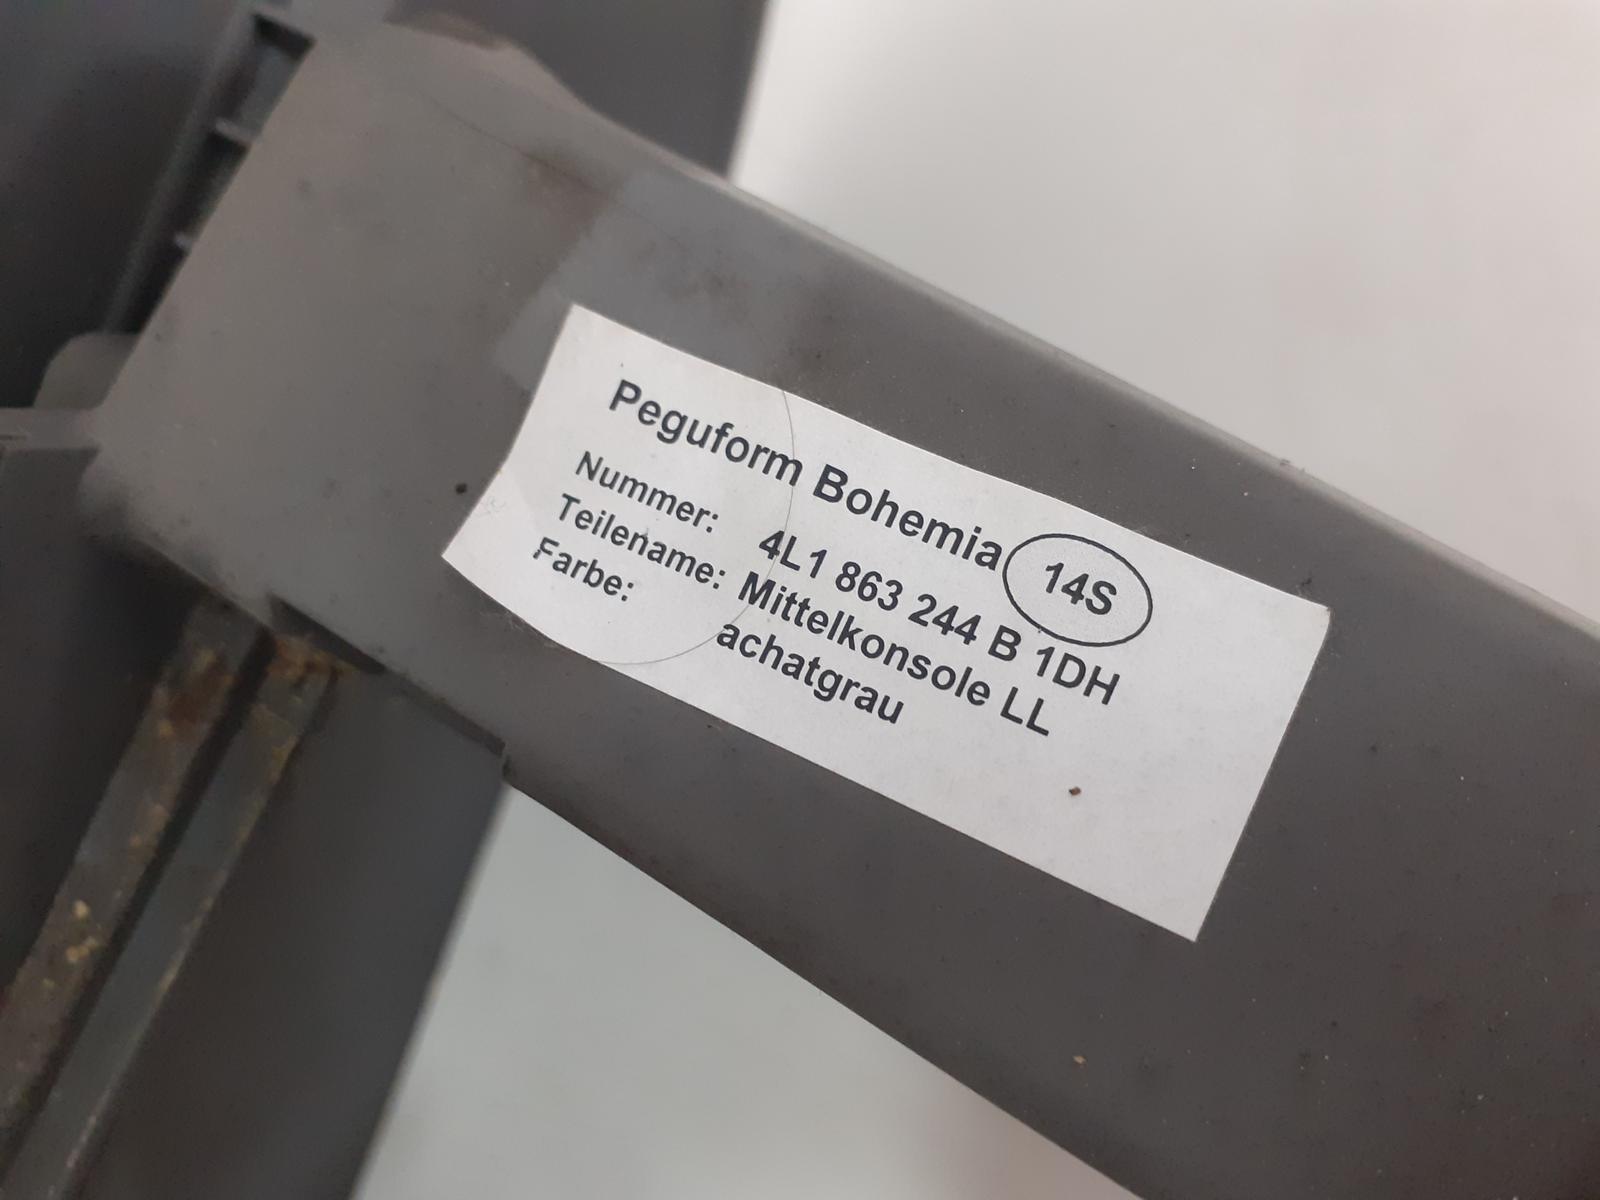 Peguform Bohemia 14S
Nummer: 4L1 863 244 B 1DH
Teilename: Mittelkonsole LL
Farbe: achatgrau